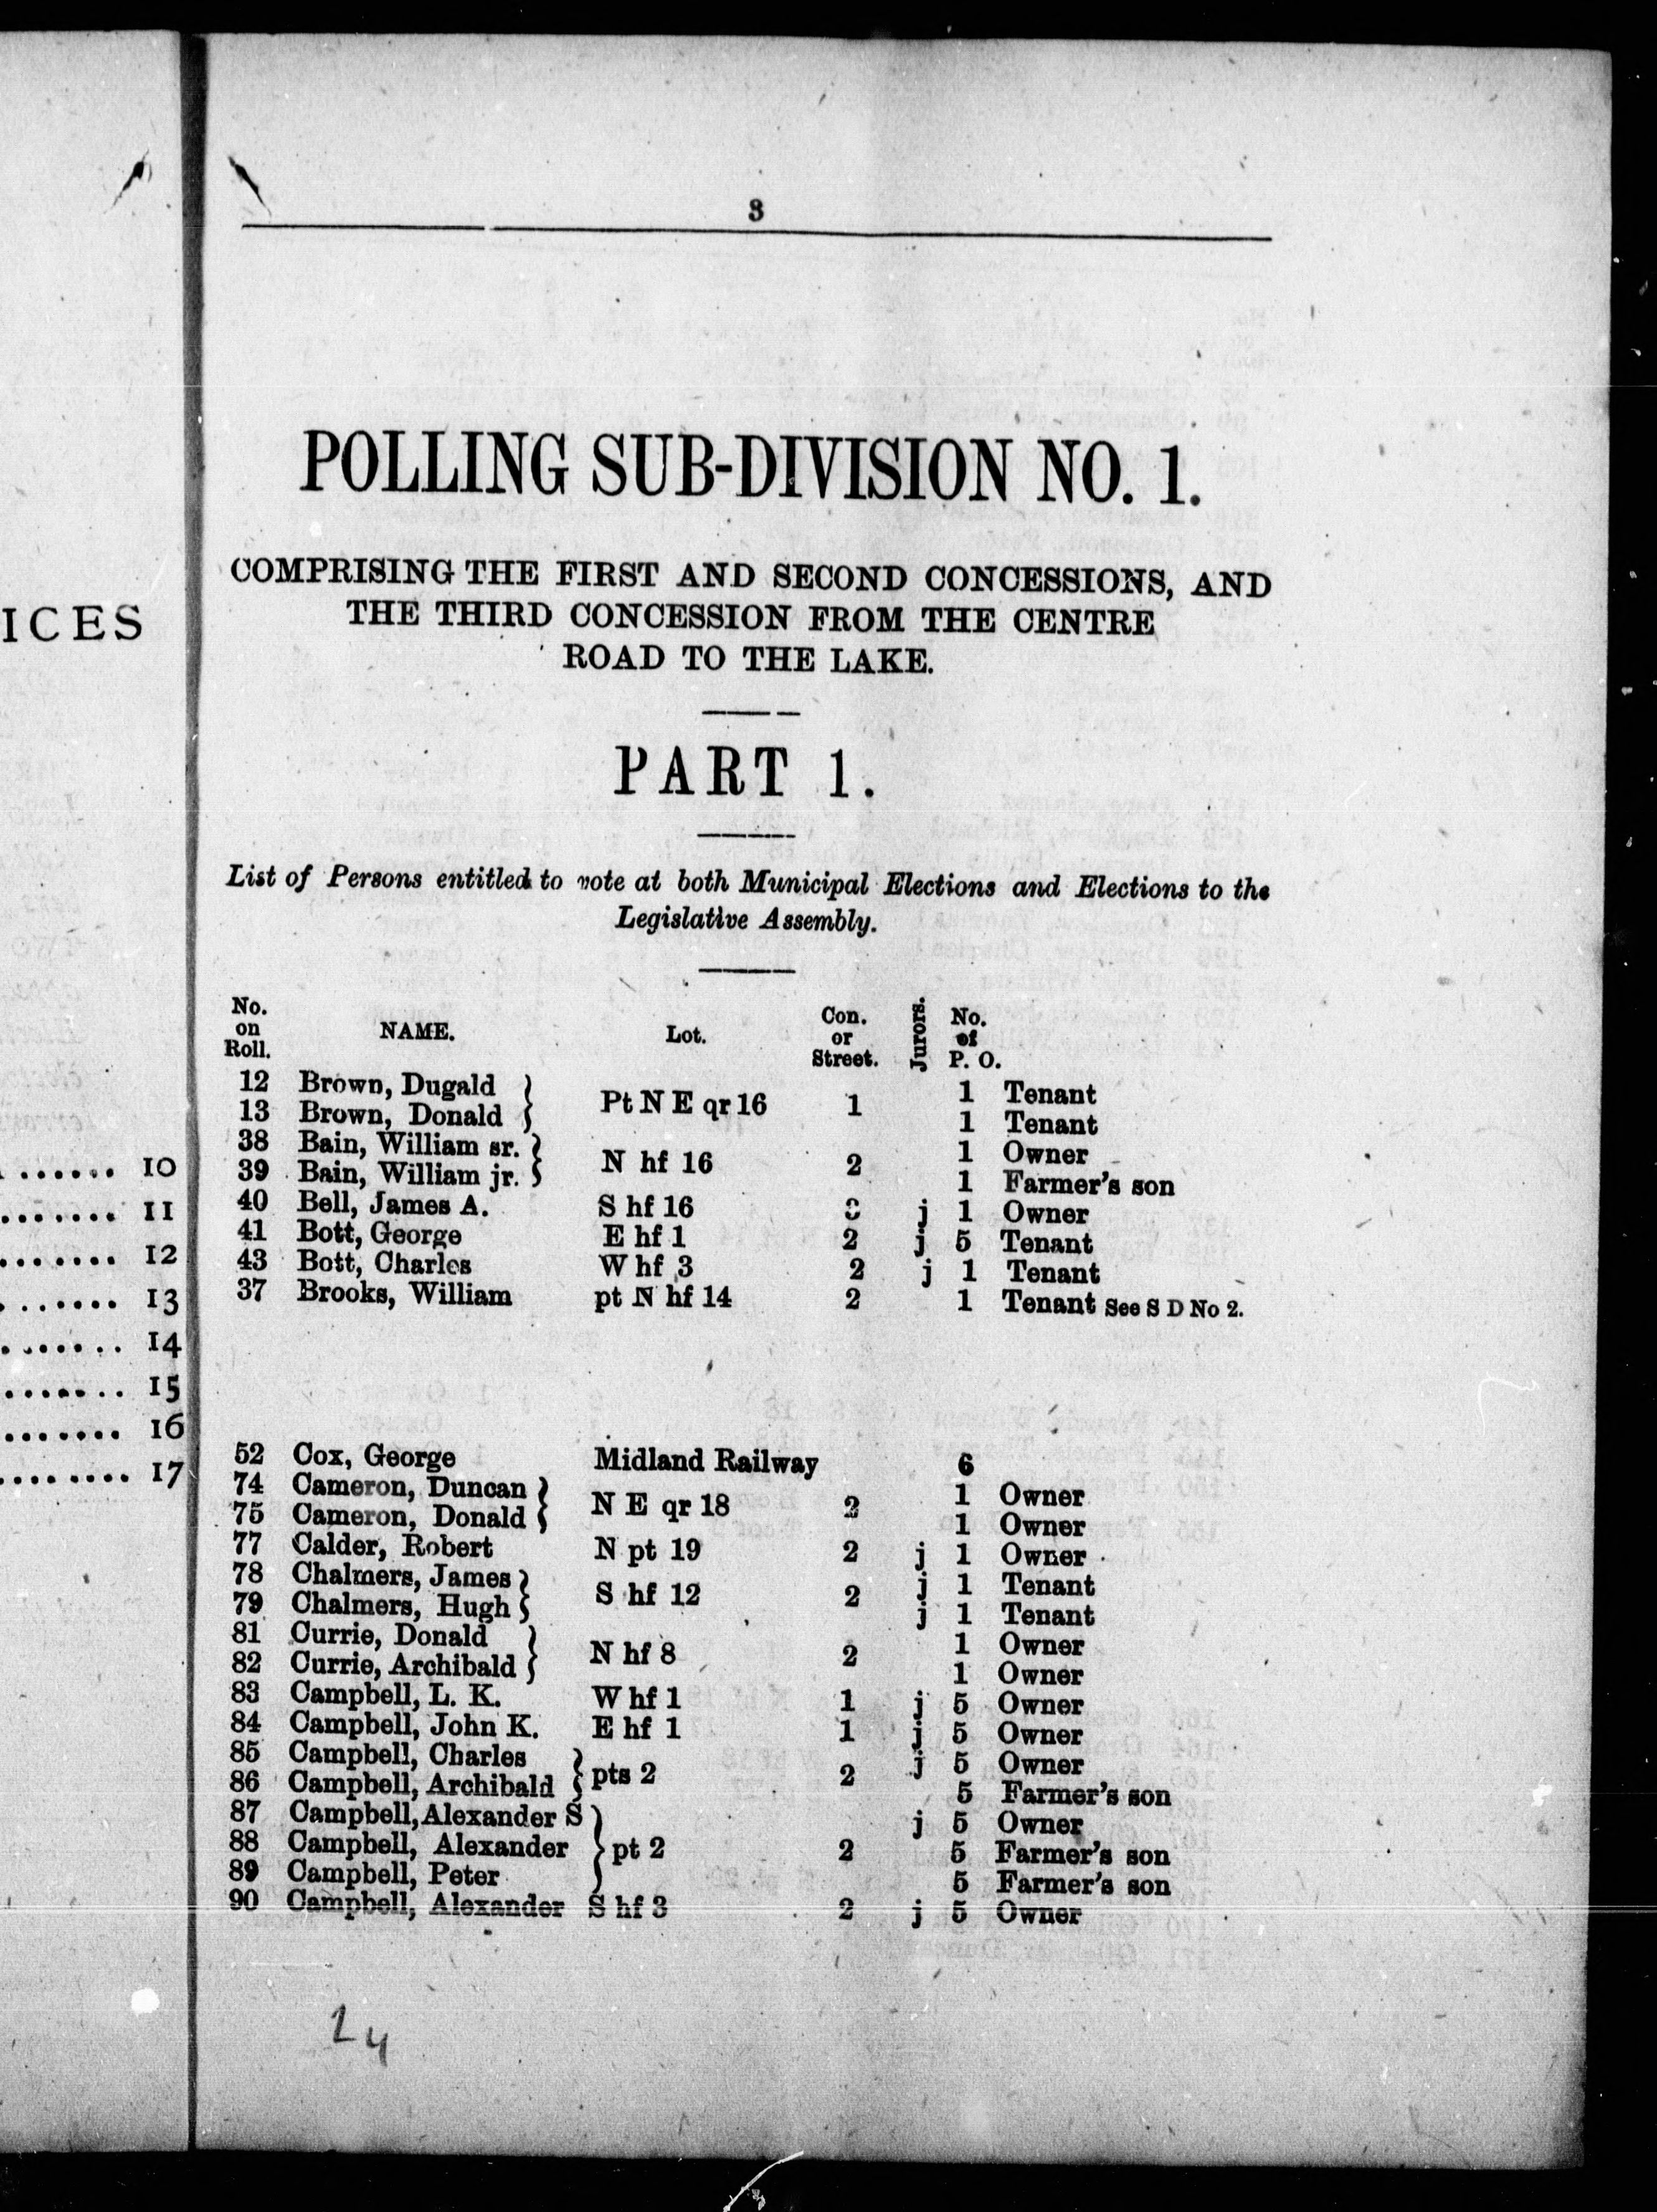 3
POLLING SUB-DIVISION NO. 1.
COMPRISING THE FIRST AND SECOND CONCESSIONS, AND
THE THIRD CONCESSION FROM THE CENTRE
ROAD TO THE LAKE.
PART 1.
List of Persons entitled to vote at both Municipal Elections and Elections to the
Legislative Assembly.
No. on Roll. NAME. Lot. Con. or Street. Jurors. No. of P. O.
12 Brown, Dugald } Pt N E qr 16 1 1 Tenant
13 Brown, Donald } 1 Tenant
38 Bain, William sr. } N hf 16 2 1 Owner
39 Bain, William jr. } 1 Farmer's son
40 Bell, James A. S hf 16 j 1 Owner
41 Bott, George E hf 1 2 j 5 Tenant
43 Bott, Charles W hf 3 2 j 1 Tenant
37 Brooks, William pt N hf 14 2 1 Tenant See S D No 2.
52 Cox, George Midland Railway 6
74 Cameron, Duncan } N E qr 18 2 1 Owner
75 Cameron, Donald } 1 Owner
77 Calder, Robert N pt 19 2 j 1 Owner
78 Chalmers, James } S hf 12 2 j 1 Tenant
79 Chalmers, Hugh } j 1 Tenant
81 Currie, Donald } N hf 8 2 1 Owner
82 Currie, Archibald } 1 Owner
83 Campbell, L. K. W hf 1 1 j 5 Owner
84 Campbell, John K. E hf 1 1 j 5 Owner
85 Campbell, Charles } pts 2 2 j 5 Owner
86 Campbell, Archibald } 5 Farmer's son
87 Campbell, Alexander S } j 5 Owner
88 Campbell, Alexander } pt 2 2 5 Farmer's son
89 Campbell, Peter } 5 Farmer's son
90 Campbell, Alexander S hf 3 2 j 5 Owner
24
ICES
10
11
12
13
14
15
16
17